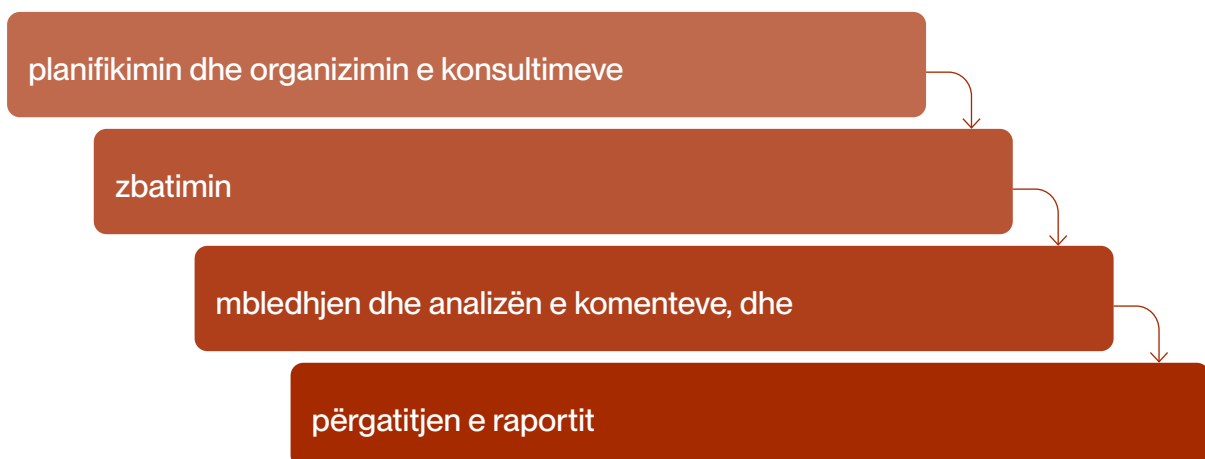 planifikimin dhe organizimin e konsultimeve
zbatimin
mbledhjen dhe analizën e komenteve, dhe
përgatitjen e raportit